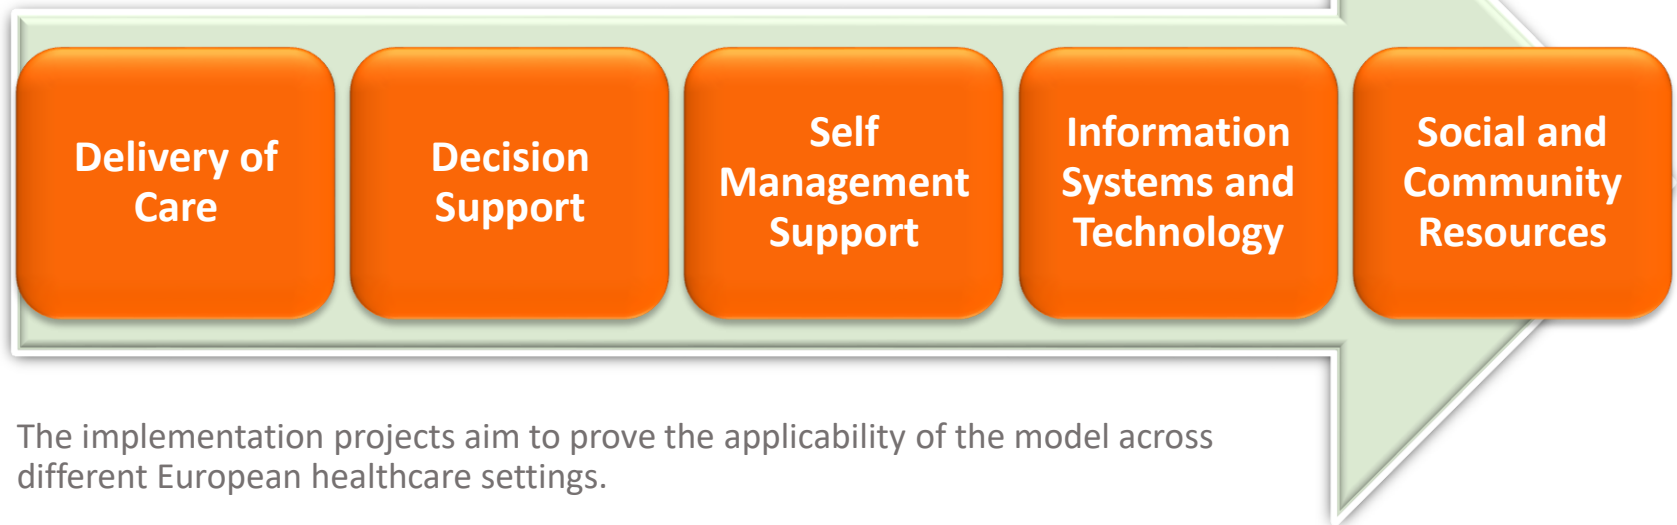 Delivery of
Care
Decision
Support
Self
Management
Support
Information
Systems and
Technology
Social and
Community
Resources
The implementation projects aim to prove the applicability of the model across
different European healthcare settings.